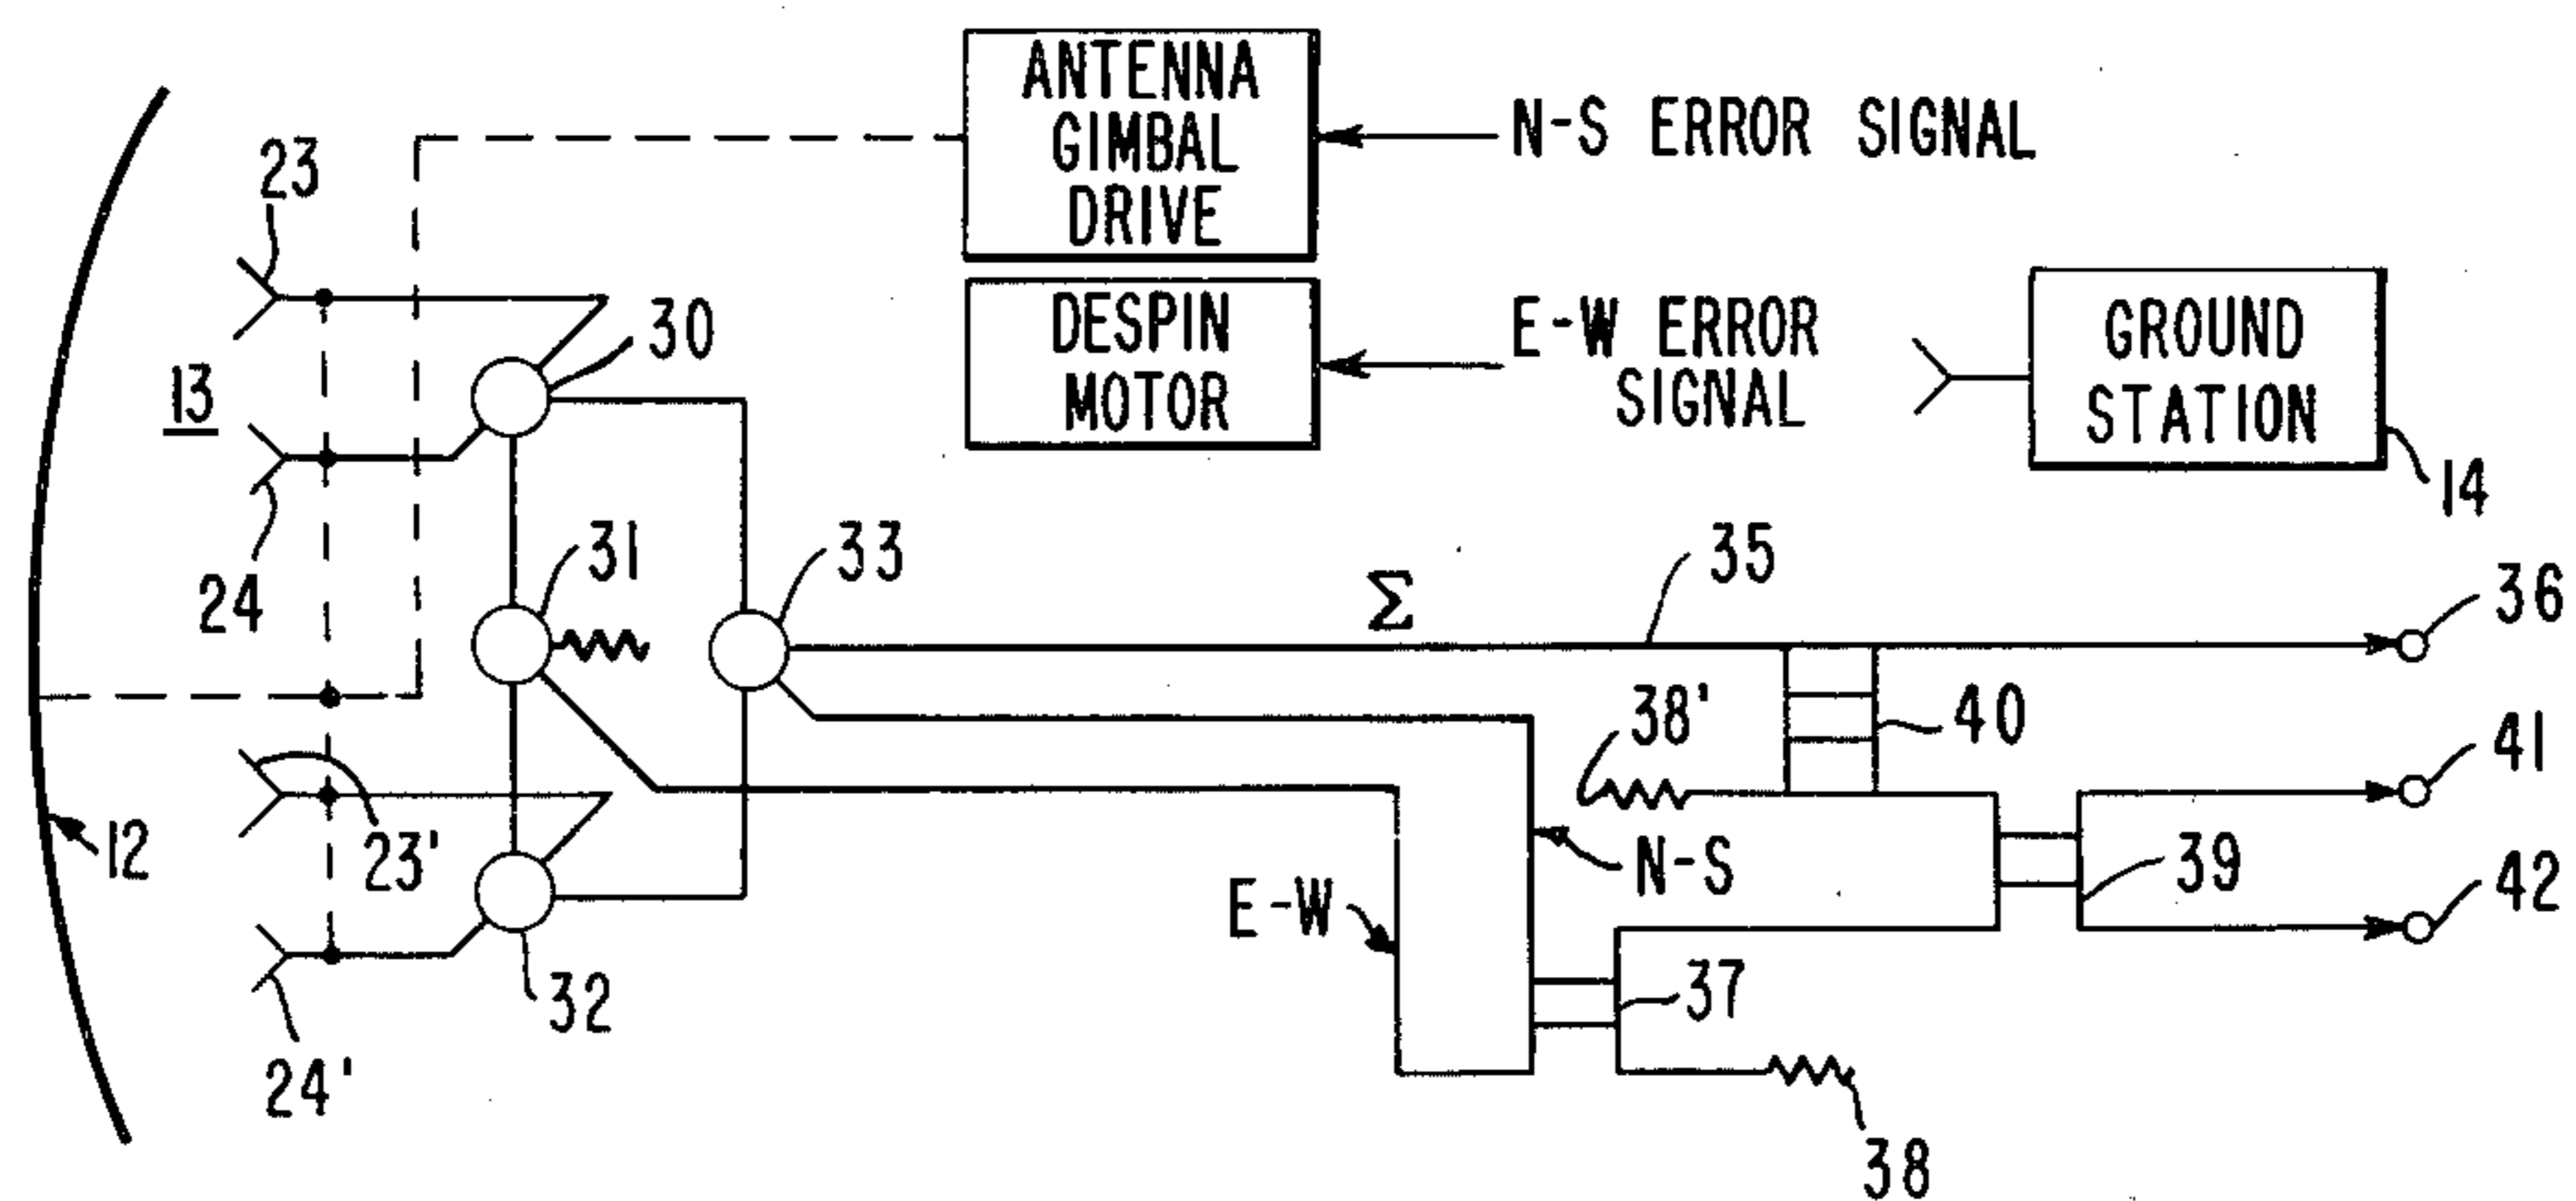 ANTENNA
GIMBAL
DRIVE
N-S ERROR SIGNAL
DESPIN
MOTOR
E-W ERROR
SIGNAL
GROUND
STATION
14
23
30
13
24
31
33
Σ
35
36
38'
40
41
12
23'
N-S
39
42
E-W
32
37
24'
38